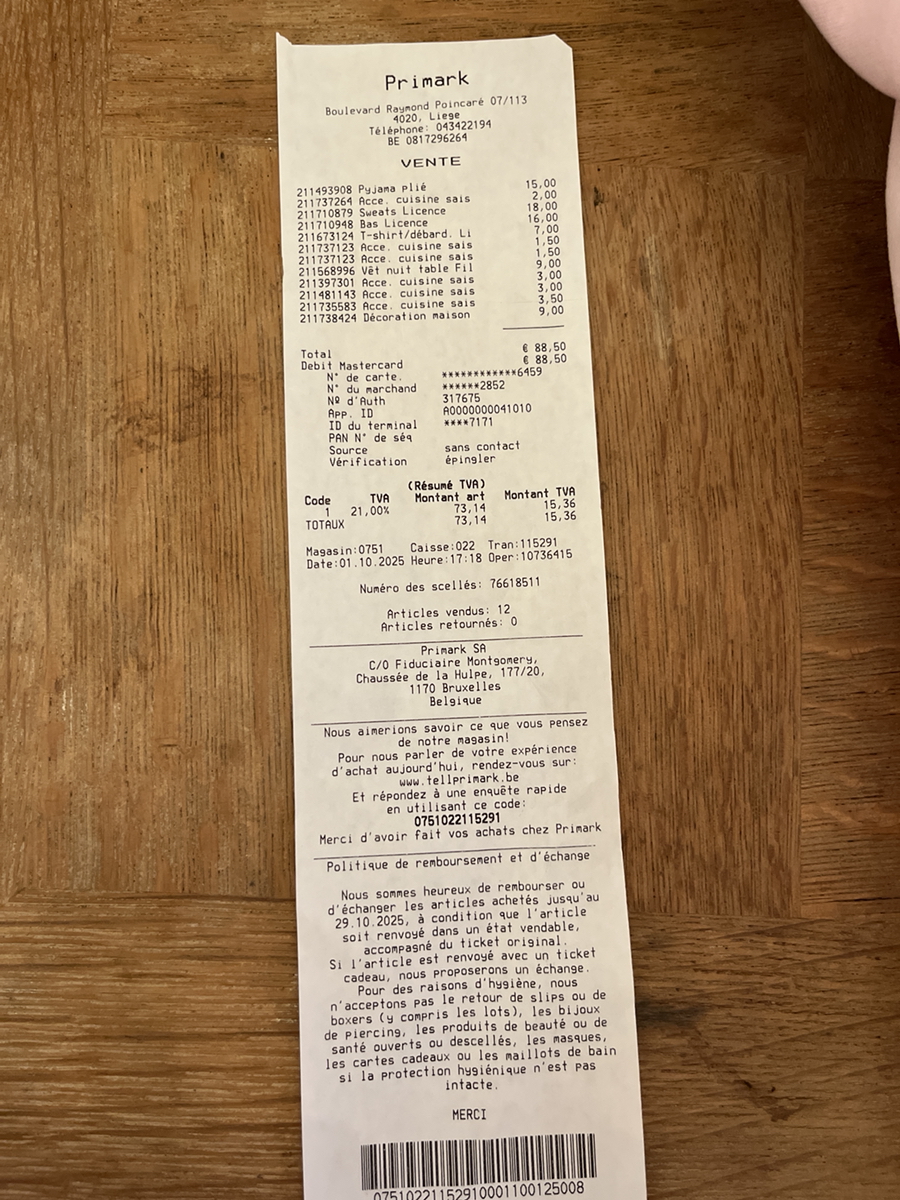 Primark
Boulevard Raymond Poincaré 07/113
4020, Liege
Téléphone: 043422194
BE 0817296264
VENTE
211493908 Pyjama plié 15,00
211737264 Acce. cuisine sais 2,00
211710879 Sweats Licence 18,00
211710948 Bas Licence 16,00
211673124 T-shirt/débard. Li 7,00
211737123 Acce. cuisine sais 1,50
211737123 Acce. cuisine sais 1,50
211568996 Vêt nuit table Fil 9,00
211397301 Acce. cuisine sais 3,00
211481143 Acce. cuisine sais 3,00
211735583 Acce. cuisine sais 3,50
211738424 Décoration maison 9,00
Total € 88,50
Debit Mastercard € 88,50
N° de carte. ************6459
N° du marchand ******2852
Nº d'Auth 317675
App. ID A0000000041010
ID du terminal ****7171
PAN N° de séq
Source sans contact
Vérification épingler
(Résumé TVA)
Code TVA Montant art Montant TVA
1 21,00% 73,14 15,36
TOTAUX 73,14 15,36
Magasin:0751 Caisse:022 Tran:115291
Date:01.10.2025 Heure:17:18 Oper:10736415
Numéro des scellés: 76618511
Articles vendus: 12
Articles retournés: 0
Primark SA
C/O Fiduciaire Montgomery,
Chaussée de la Hulpe, 177/20,
1170 Bruxelles
Belgique
Nous aimerions savoir ce que vous pensez
de notre magasin!
Pour nous parler de votre expérience
d'achat aujourd'hui, rendez-vous sur:
www.tellprimark.be
Et répondez à une enquête rapide
en utilisant ce code:
0751022115291
Merci d'avoir fait vos achats chez Primark
Politique de remboursement et d'échange
Nous sommes heureux de rembourser ou
d'échanger les articles achetés jusqu'au
29.10.2025, à condition que l'article
soit renvoyé dans un état vendable,
accompagné du ticket original.
Si l'article est renvoyé avec un ticket
cadeau, nous proposerons un échange.
Pour des raisons d'hygiène, nous
n'acceptons pas le retour de slips ou de
boxers (y compris les lots), les bijoux
de piercing, les produits de beauté ou de
santé ouverts ou descellés, les masques,
les cartes cadeaux ou les maillots de bain
si la protection hygiénique n'est pas
intacte.
MERCI
07510221152910001100125008